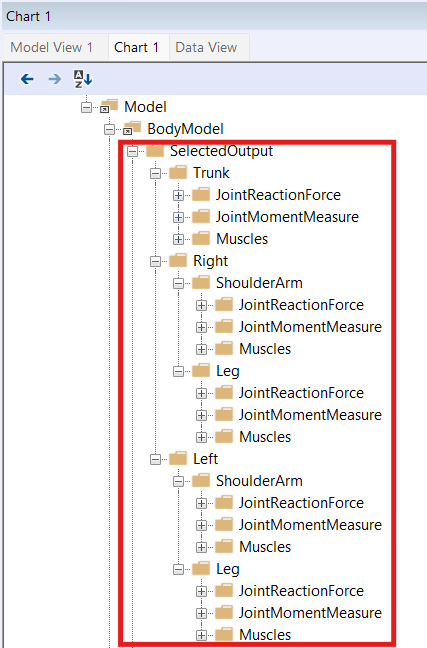 Chart 1
Model View 1 Chart 1 Data View
A Z
Model
BodyModel
SelectedOutput
Trunk
JointReactionForce
JointMomentMeasure
Muscles
Right
ShoulderArm
JointReactionForce
JointMomentMeasure
Muscles
Leg
JointReactionForce
JointMomentMeasure
Muscles
Left
ShoulderArm
JointReactionForce
JointMomentMeasure
Muscles
Leg
JointReactionForce
JointMomentMeasure
Muscles